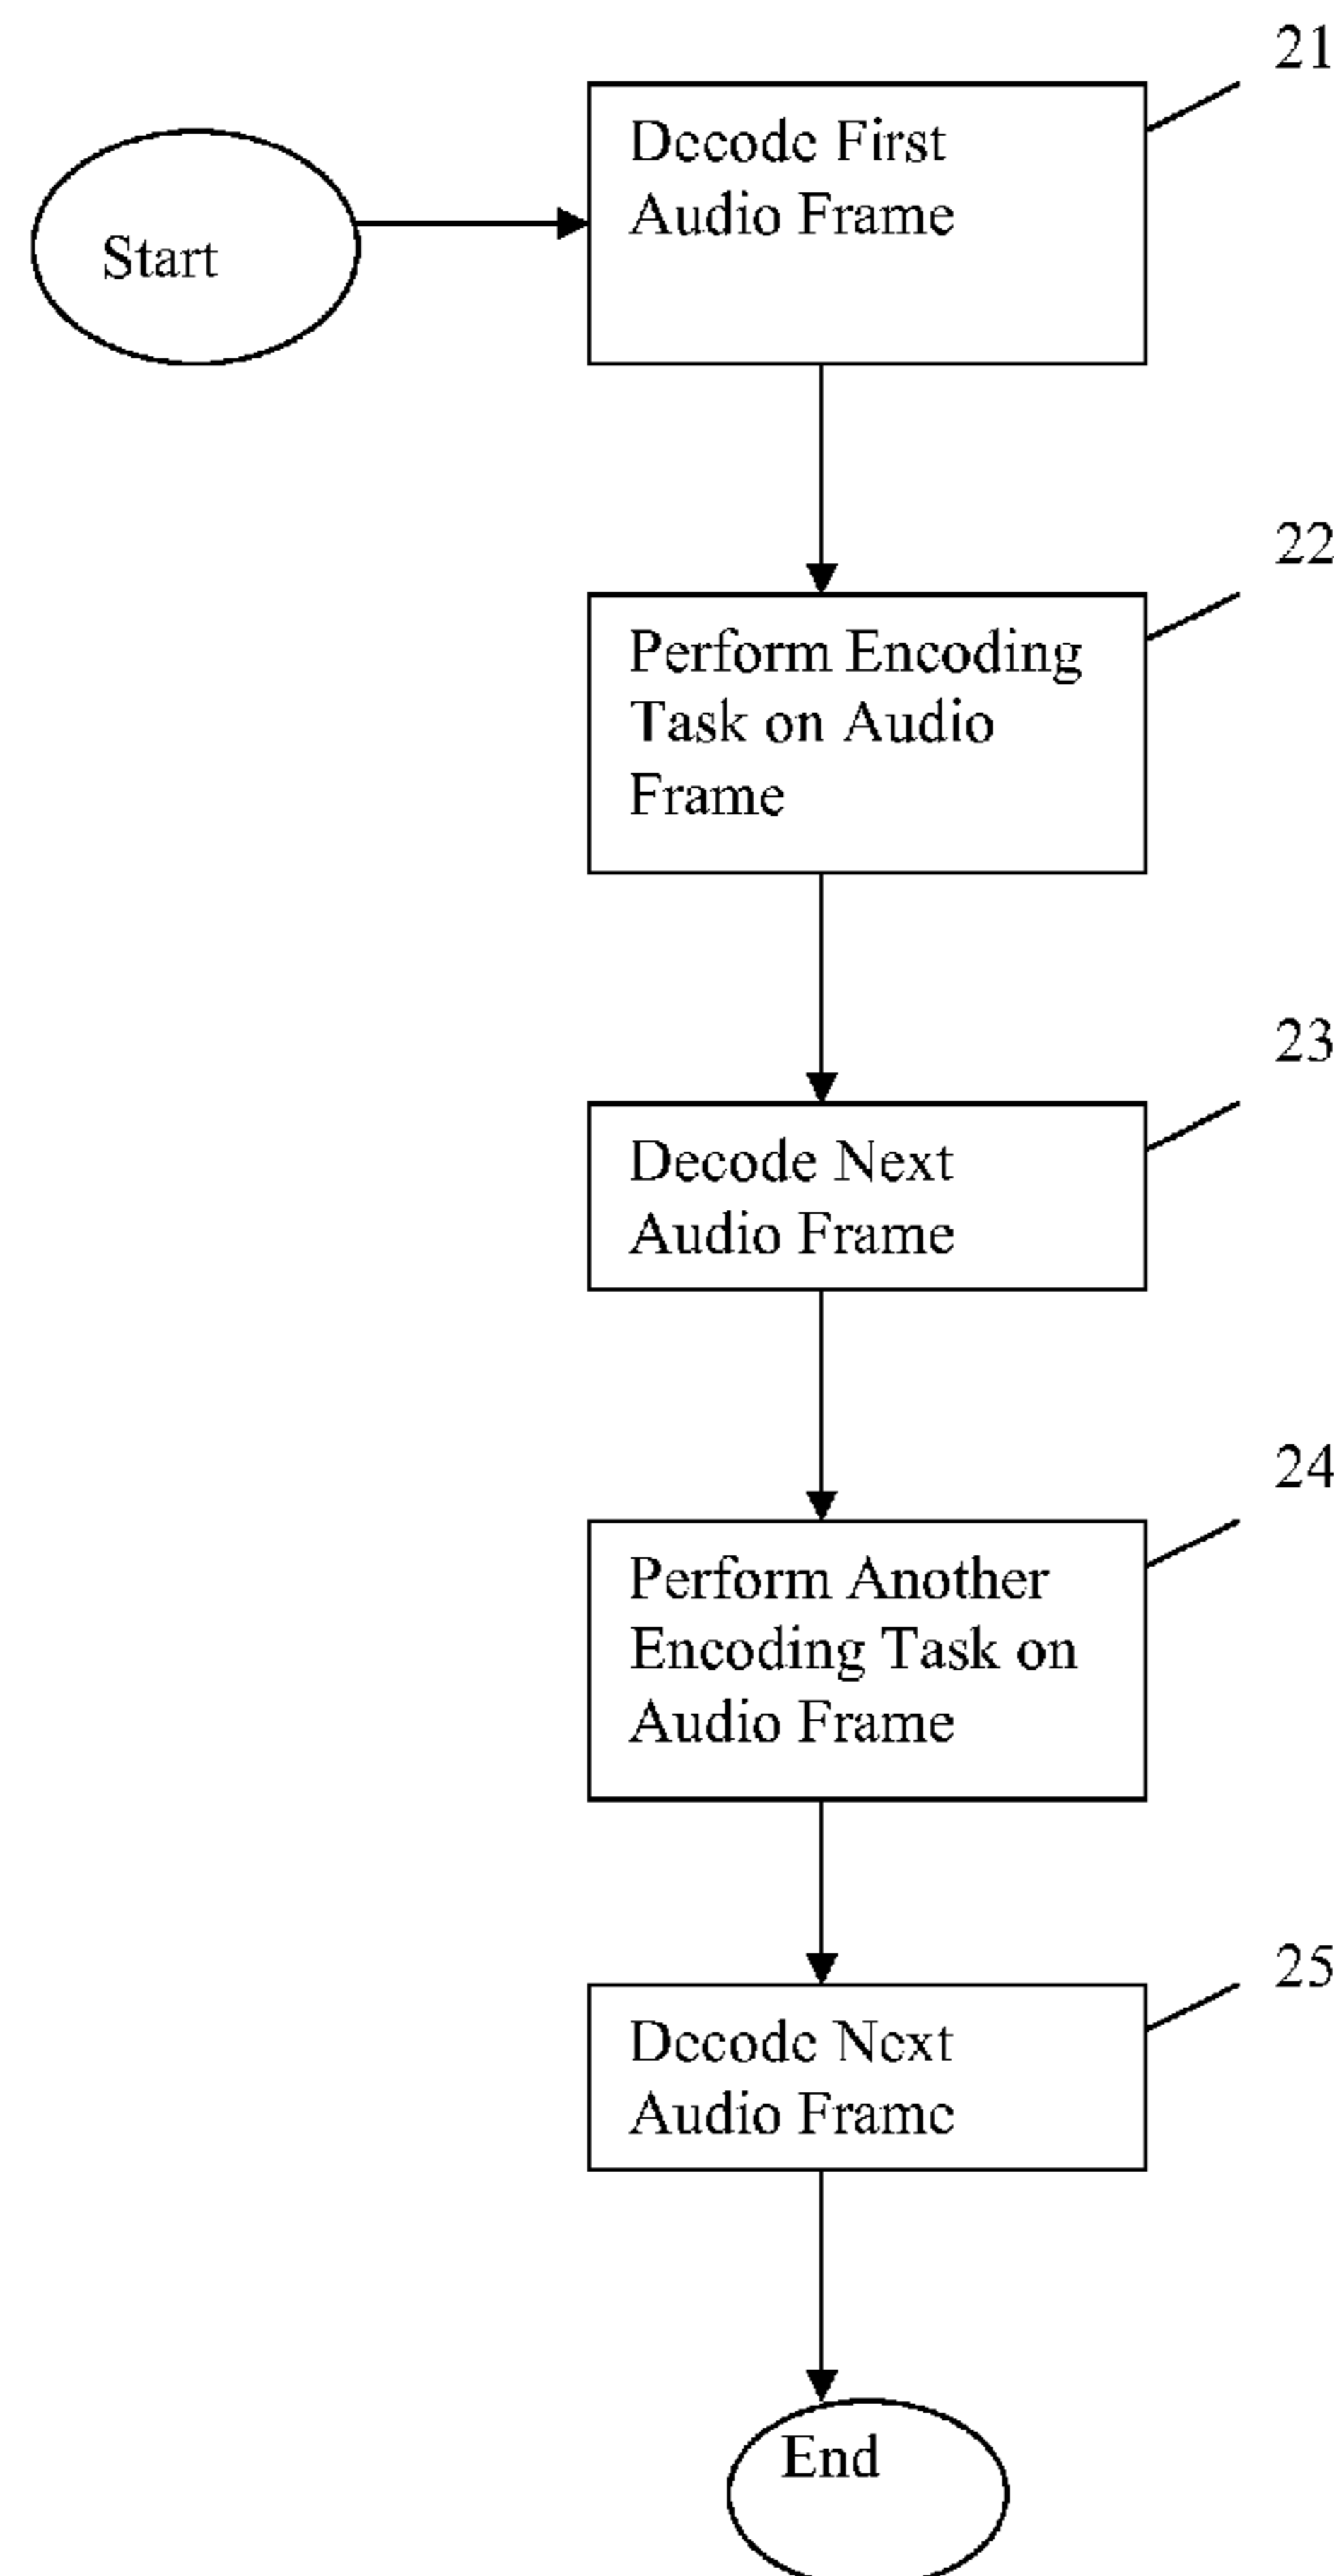 21
Start
Decode First
Audio Frame
22
Perform Encoding
Task on Audio
Frame
23
Decode Next
Audio Frame
24
Perform Another
Encoding Task on
Audio Frame
25
Decode Next
Audio Frame
End